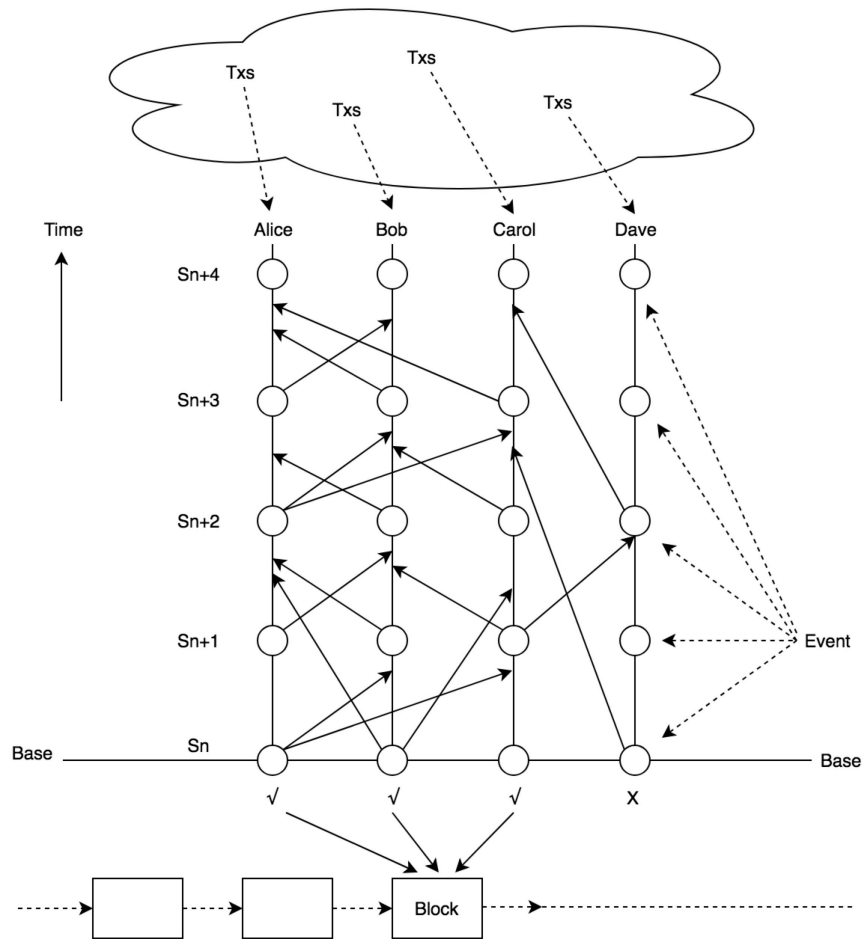 Txs
Txs
Txs
Txs
Time
Alice
Bob
Carol
Dave
Sn+4
Sn+3
Sn+2
Sn+1
Event
Sn
Base
Base
√
√
√
X
Block